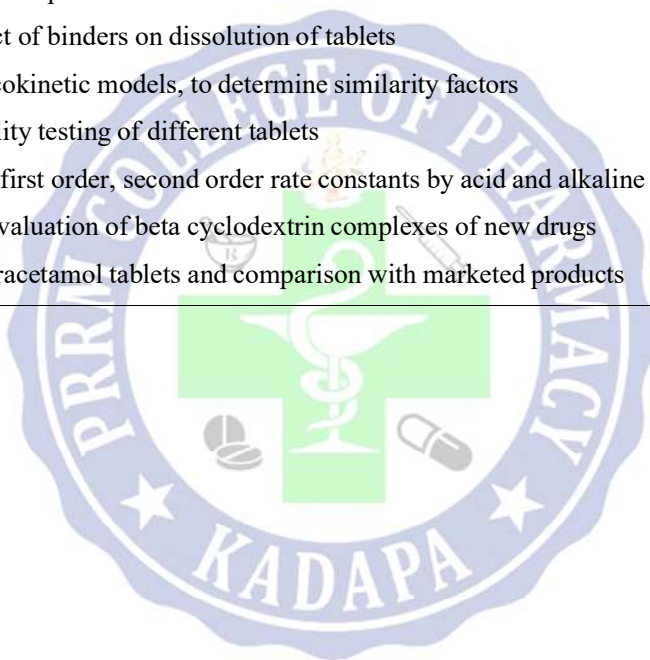 ct of binders on dissolution of tablets
cokinetic models, to determine similarity factors
lity testing of different tablets
first order, second order rate constants by acid and alkaline
valuation of beta cyclodextrin complexes of new drugs
racetamol tablets and comparison with marketed products
PRRM COLLEGE OF PHARMACY
KADAPA